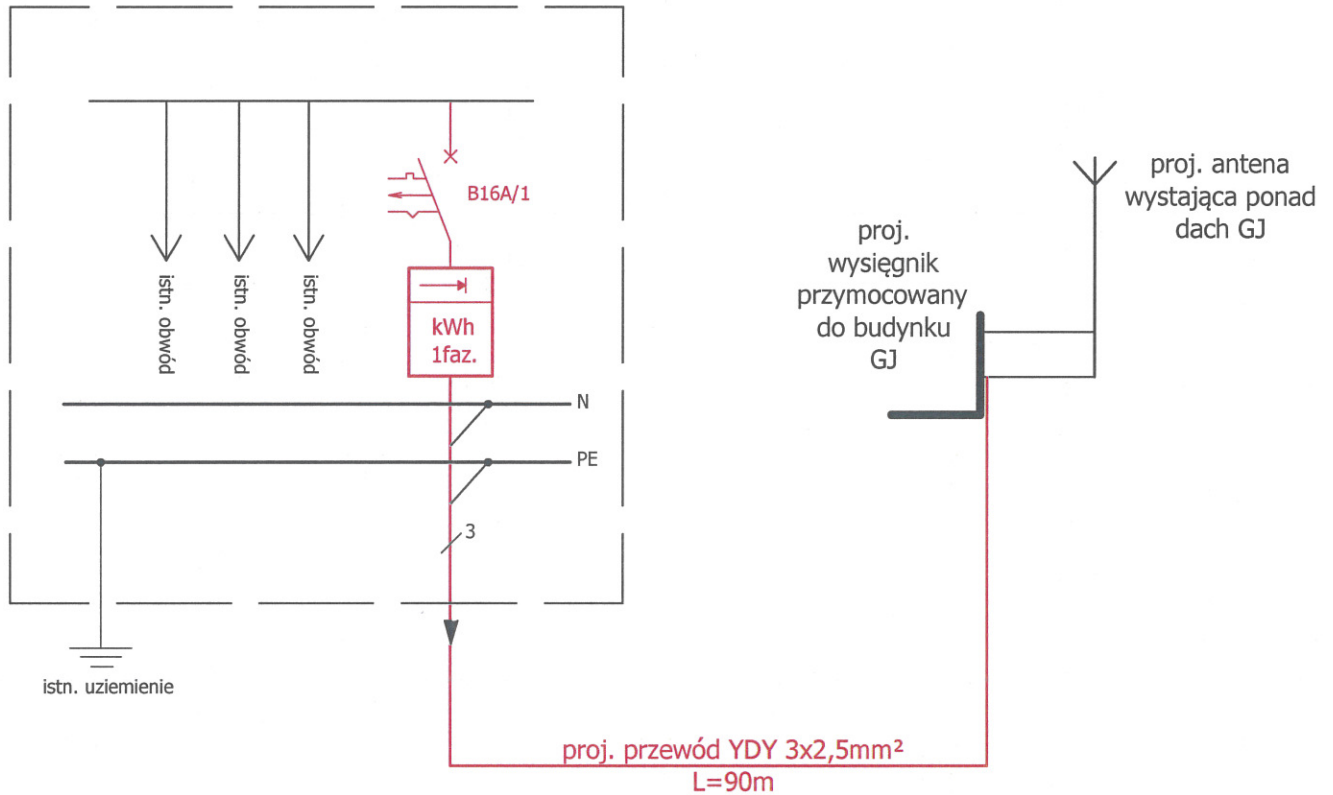 B16A/1
istn. obwód
istn. obwód
istn. obwód
kWh
1faz.
N
PE
3
istn. uziemienie
proj. przewód YDY 3x2,5mm²
L=90m
proj.
wysięgnik
przymocowany
do budynku
GJ
proj. antena
wystająca ponad
dach GJ